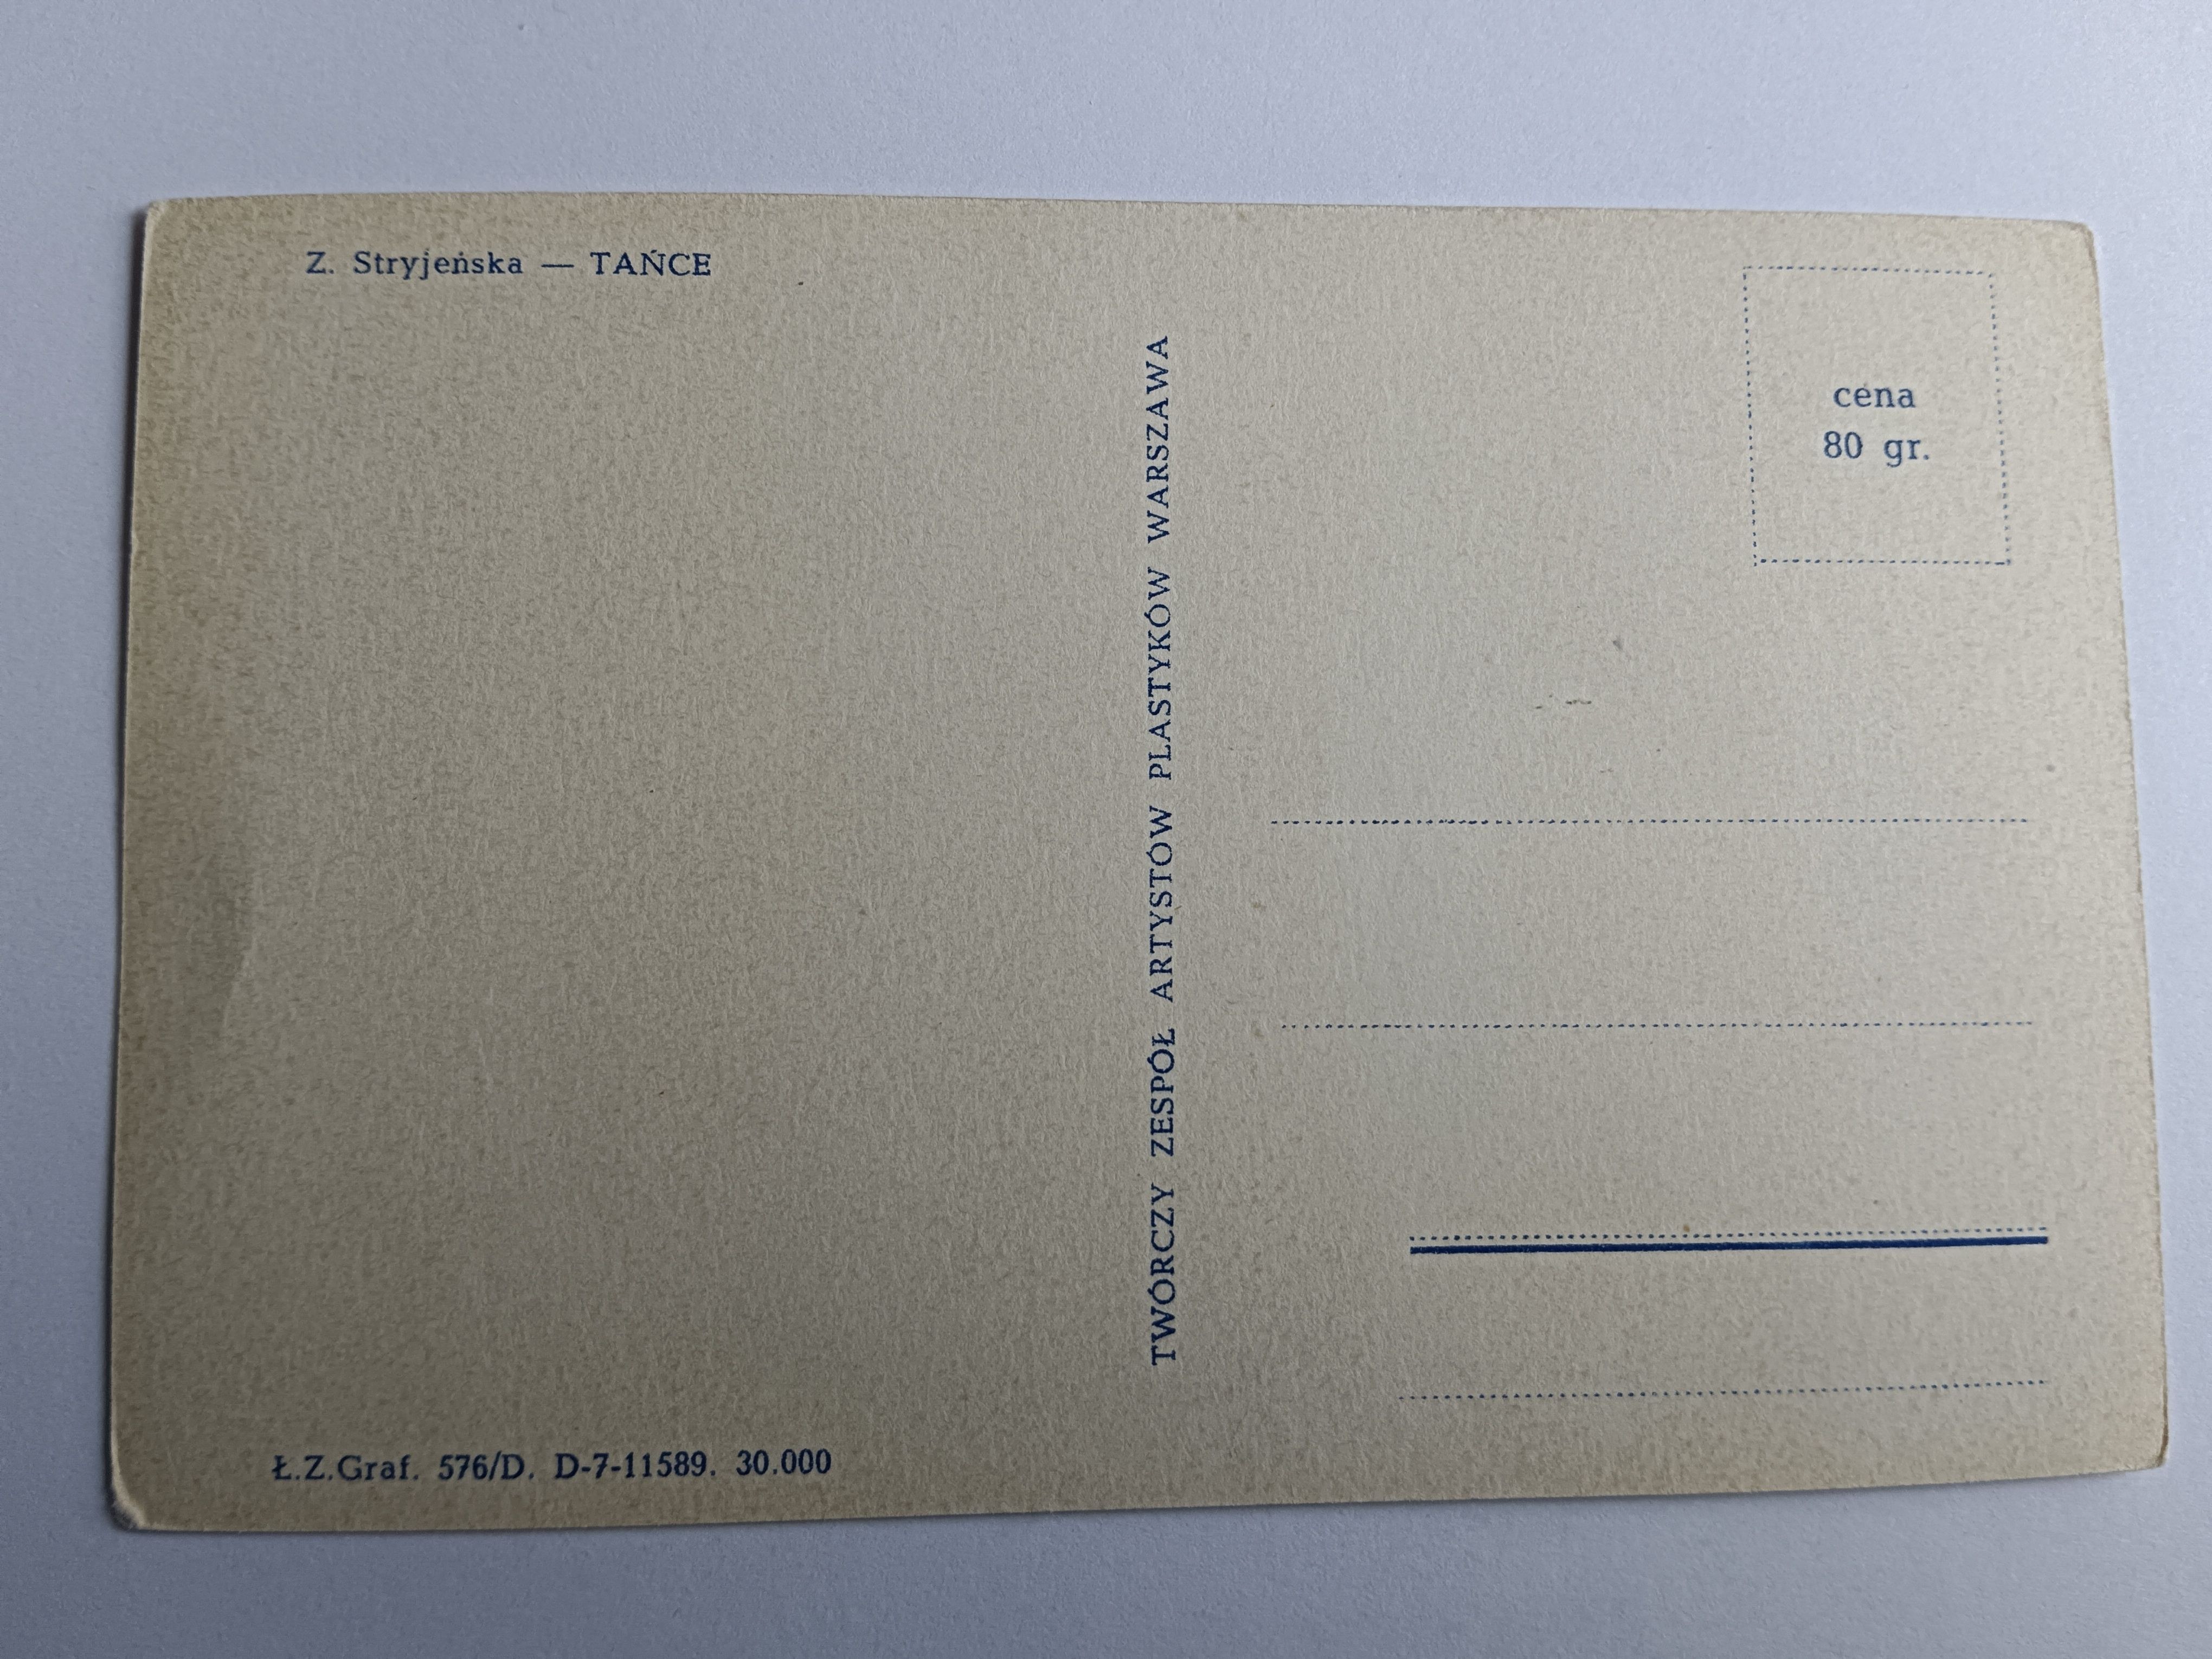 Z. Stryjeńska — TAŃCE
TWÓRCZY ZESPÓŁ ARTYSTÓW PLASTYKÓW WARSZAWA
cena
80 gr.
Ł.Z.Graf. 576/D. D-7-11589. 30.000